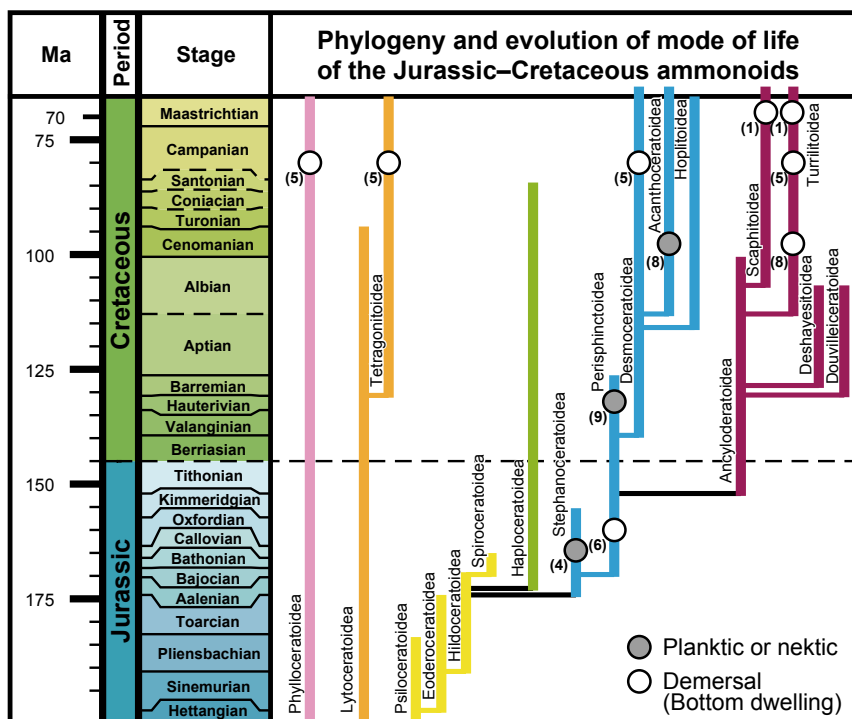 Ma
Period
Stage
Phylogeny and evolution of mode of life
of the Jurassic–Cretaceous ammonoids
70
75
100
125
150
175
Cretaceous
Jurassic
Maastrichtian
Campanian
Santonian
Coniacian
Turonian
Cenomanian
Albian
Aptian
Barremian
Hauterivian
Valanginian
Berriasian
Tithonian
Kimmeridgian
Oxfordian
Callovian
Bathonian
Bajocian
Aalenian
Toarcian
Pliensbachian
Sinemurian
Hettangian
Phylloceratoidea
(5)
Lytoceratoidea
Tetragonitoidea
(5)
Psiloceratoidea
Eoderoceratoidea
Hildoceratoidea
Spiroceratoidea
Haploceratoidea
Stephanoceratoidea
(4)
Perisphinctoidea
(9)
(6)
Desmoceratoidea
(5)
Acanthoceratoidea
(8)
Hoplitoidea
Ancyloderatoidea
Scaphitoidea
(1)
(1)
Turrilitoidea
(5)
(8)
Deshayesitoidea
Douvilleiceratoidea
Planktic or nektic
Demersal
(Bottom dwelling)